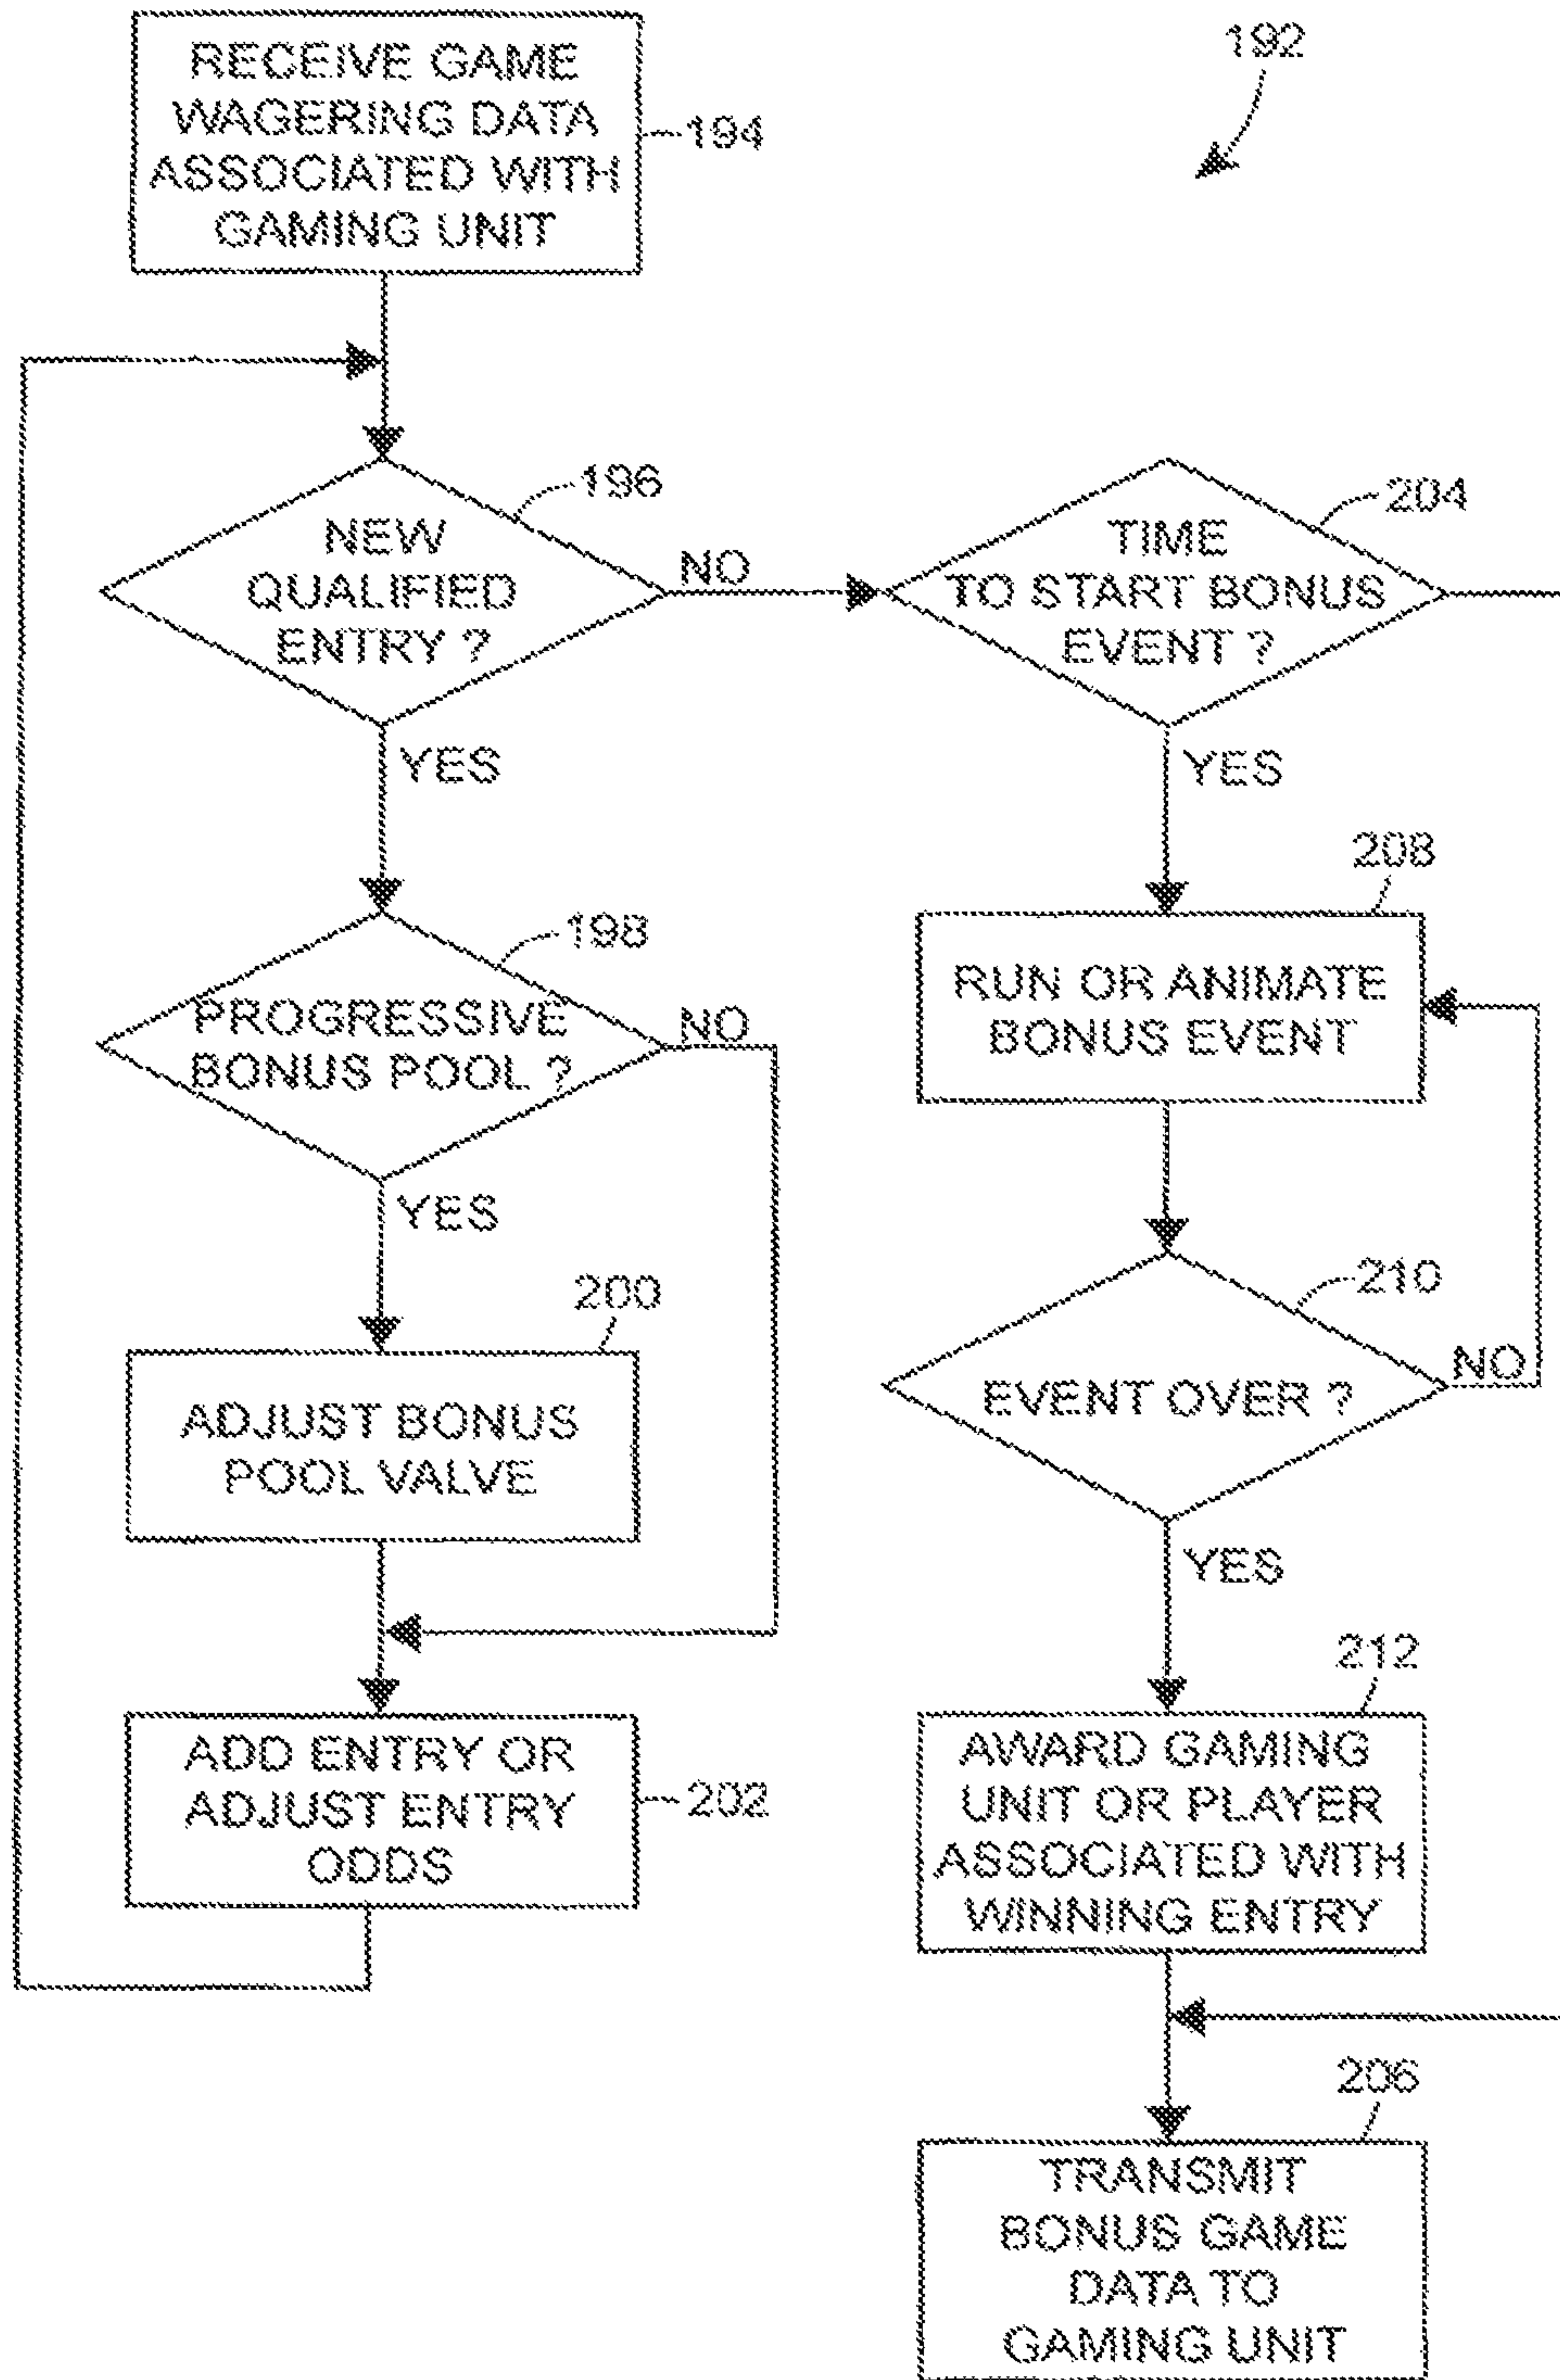 192
RECEIVE GAME
WAGERING DATA
ASSOCIATED WITH
GAMING UNIT
194
NEW
QUALIFIED
ENTRY ?
196
NO
YES
PROGRESSIVE
BONUS POOL ?
198
NO
YES
200
ADJUST BONUS
POOL VALVE
ADD ENTRY OR
ADJUST ENTRY
ODDS
202
TIME
TO START BONUS
EVENT ?
204
YES
208
RUN OR ANIMATE
BONUS EVENT
210
EVENT OVER ?
NO
YES
212
AWARD GAMING
UNIT OR PLAYER
ASSOCIATED WITH
WINNING ENTRY
206
TRANSMIT
BONUS GAME
DATA TO
GAMING UNIT